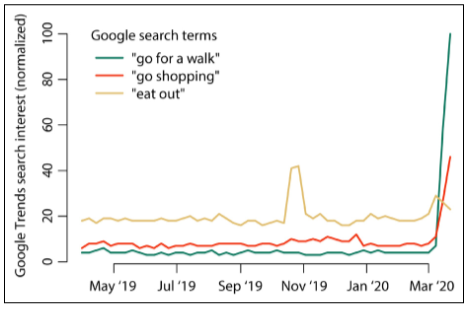 Google search terms
"go for a walk"
"go shopping"
"eat out"
Google Trends search interest (normalized)
100
80
60
40
20
0
May '19
Jul '19
Sep '19
Nov '19
Jan '20
Mar '20